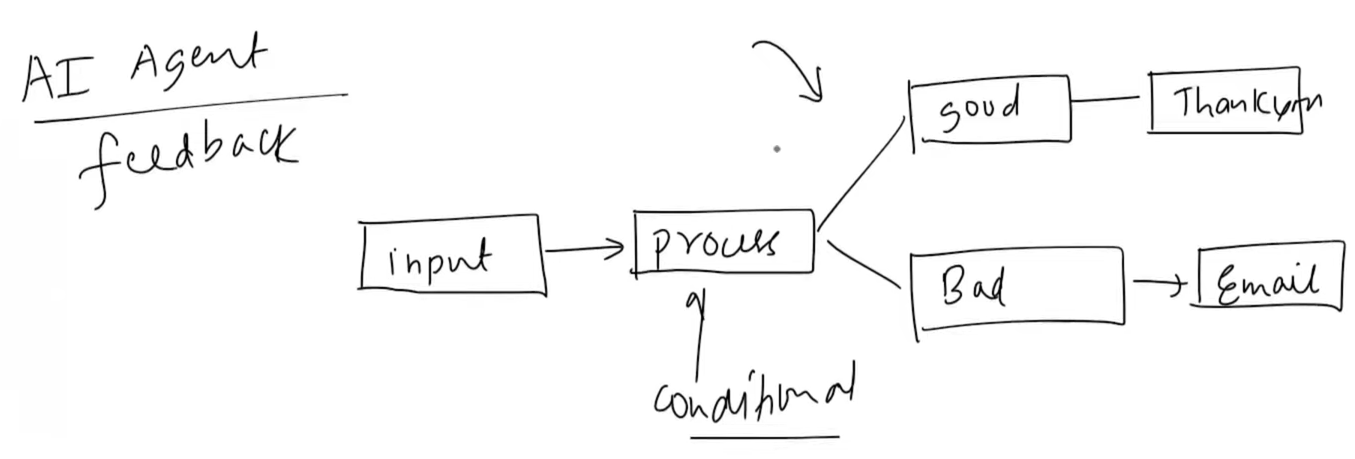 AI Agent
feedback
input
process
conditional
good
Thankyou
Bad
Email